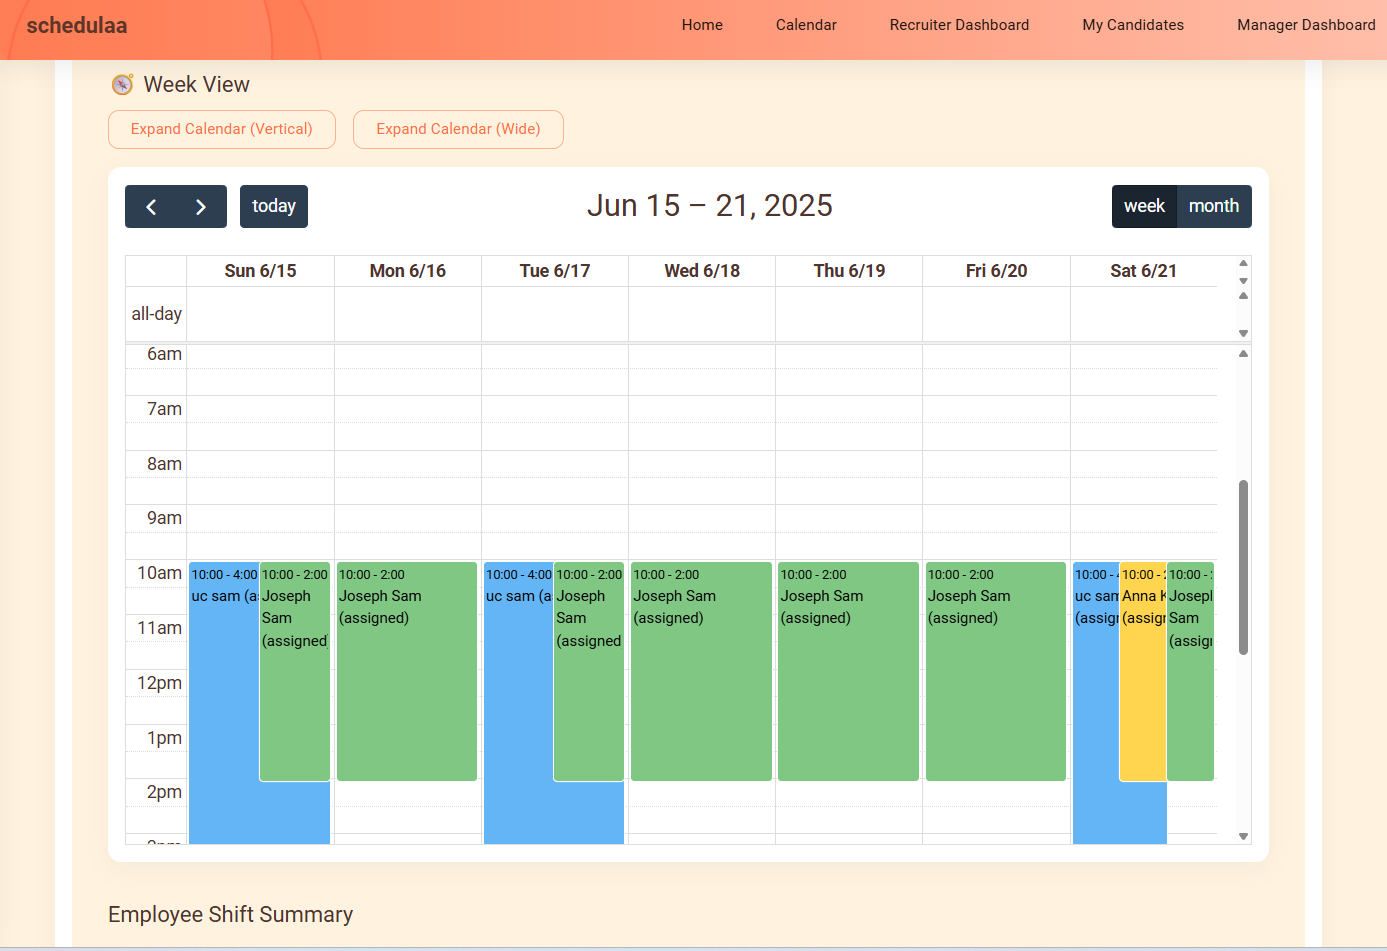 schedulaa
Home Calendar Recruiter Dashboard My Candidates Manager Dashboard
Week View
Expand Calendar (Vertical) Expand Calendar (Wide)
today
Jun 15 – 21, 2025
week month
Sun 6/15 Mon 6/16 Tue 6/17 Wed 6/18 Thu 6/19 Fri 6/20 Sat 6/21
all-day
6am
7am
8am
9am
10am
11am
12pm
1pm
2pm
10:00 - 4:00
uc sam (a
10:00 - 2:00
Joseph
Sam
(assigned)
10:00 - 2:00
Joseph Sam
(assigned)
10:00 - 4:00
uc sam (a
10:00 - 2:00
Joseph
Sam
(assigned
10:00 - 2:00
Joseph Sam
(assigned)
10:00 - 2:00
Joseph Sam
(assigned)
10:00 - 2:00
Joseph Sam
(assigned)
10:00 -
uc sam
(assig
10:00 -
Anna K
(assig
10:00 -
Josep
Sam
(assig
Employee Shift Summary